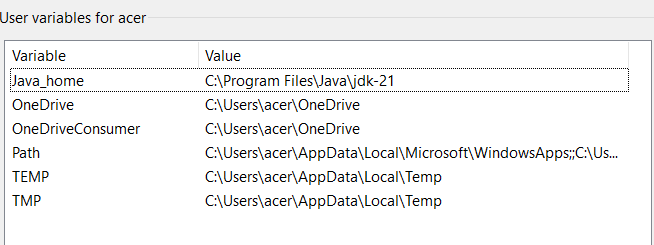 User variables for acer
Variable Value
Java_home C:\Program Files\Java\jdk-21
OneDrive C:\Users\acer\OneDrive
OneDriveConsumer C:\Users\acer\OneDrive
Path C:\Users\acer\AppData\Local\Microsoft\WindowsApps;;C:\Us...
TEMP C:\Users\acer\AppData\Local\Temp
TMP C:\Users\acer\AppData\Local\Temp